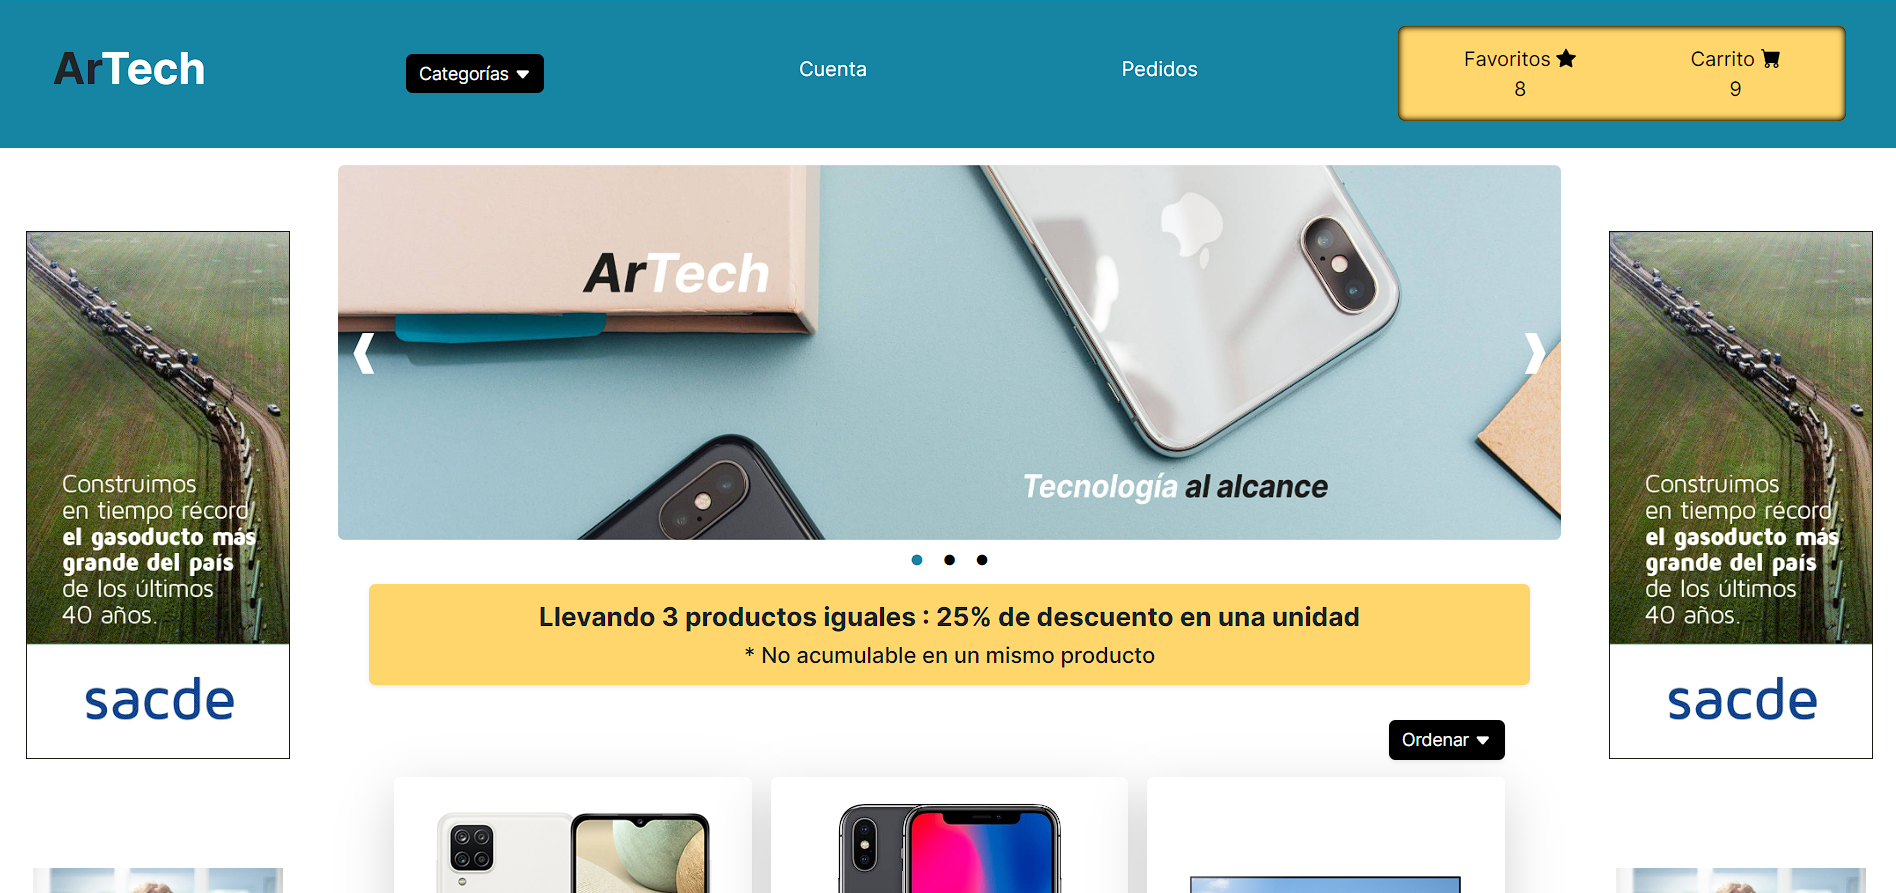 ArTech
Categorías
Cuenta
Pedidos
Favoritos
8
Carrito
9
ArTech
Tecnología al alcance
Construimos
en tiempo récord
el gasoducto más
grande del país
de los últimos
40 años.
sacde
Llevando 3 productos iguales : 25% de descuento en una unidad
* No acumulable en un mismo producto
Ordenar
Construimos
en tiempo récord
el gasoducto más
grande del país
de los últimos
40 años.
sacde